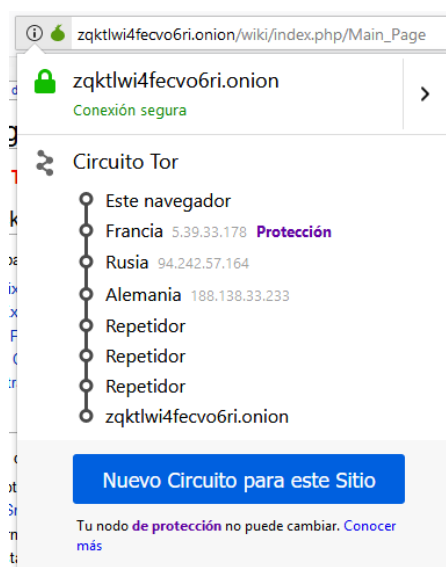 zqktlwi4fecvo6ri.onion/wiki/index.php/Main_Page
zqktlwi4fecvo6ri.onion
Conexión segura
Circuito Tor
Este navegador
Francia 5.39.33.178 Protección
Rusia 94.242.57.164
Alemania 188.138.33.233
Repetidor
Repetidor
Repetidor
zqktlwi4fecvo6ri.onion
Nuevo Circuito para este Sitio
Tu nodo de protección no puede cambiar. Conocer
más